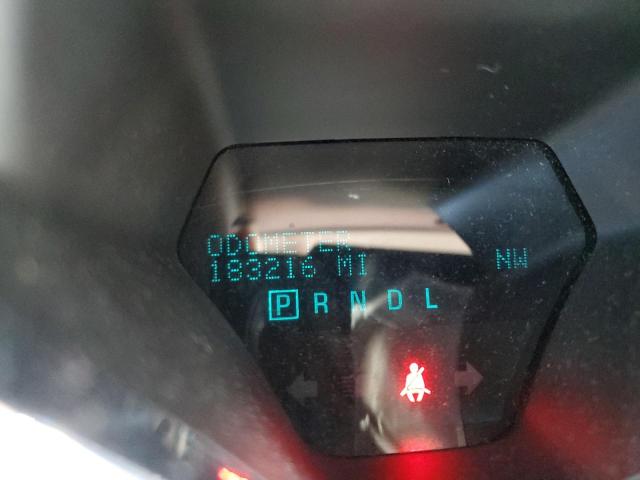 ODOMETER
183216 MI NW
P R N D L